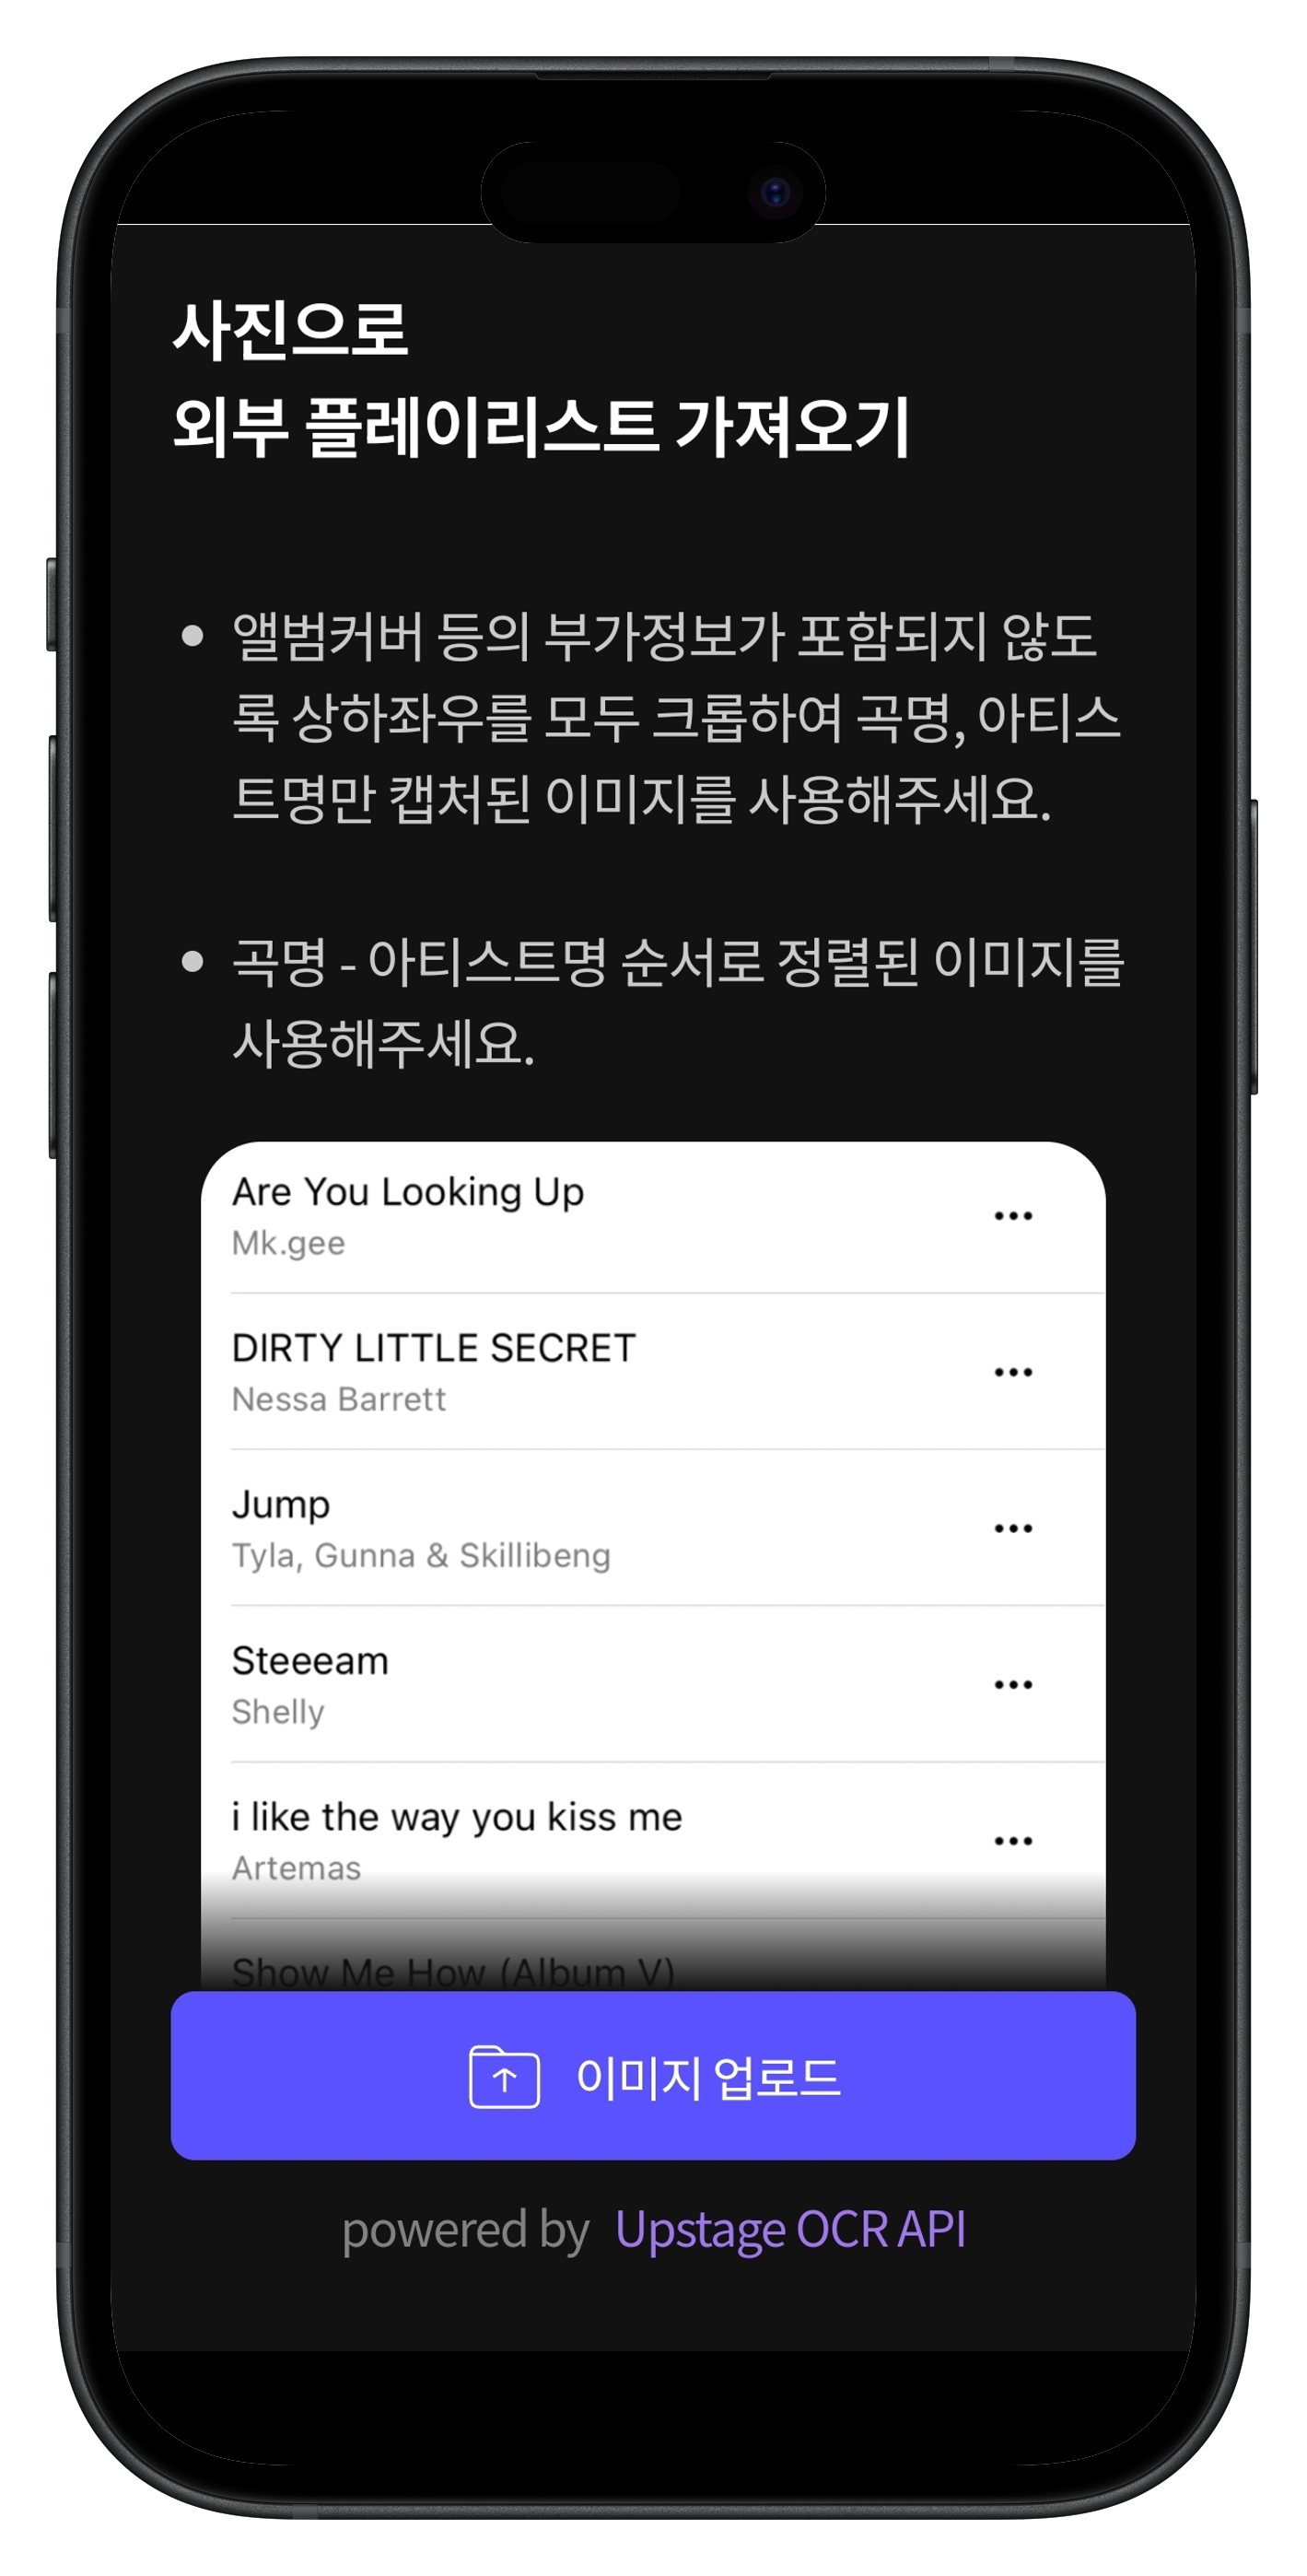 사진으로
외부 플레이리스트 가져오기
앨범커버 등의 부가정보가 포함되지 않도
록 상하좌우를 모두 크롭하여 곡명, 아티스
트명만 캡처된 이미지를 사용해주세요.
곡명 - 아티스트명 순서로 정렬된 이미지를
사용해주세요.
Are You Looking Up
Mk.gee
DIRTY LITTLE SECRET
Nessa Barrett
Jump
Tyla, Gunna & Skillibeng
Steeeam
Shelly
i like the way you kiss me
Artemas
Show Me How (Album V)
이미지 업로드
powered by Upstage OCR API